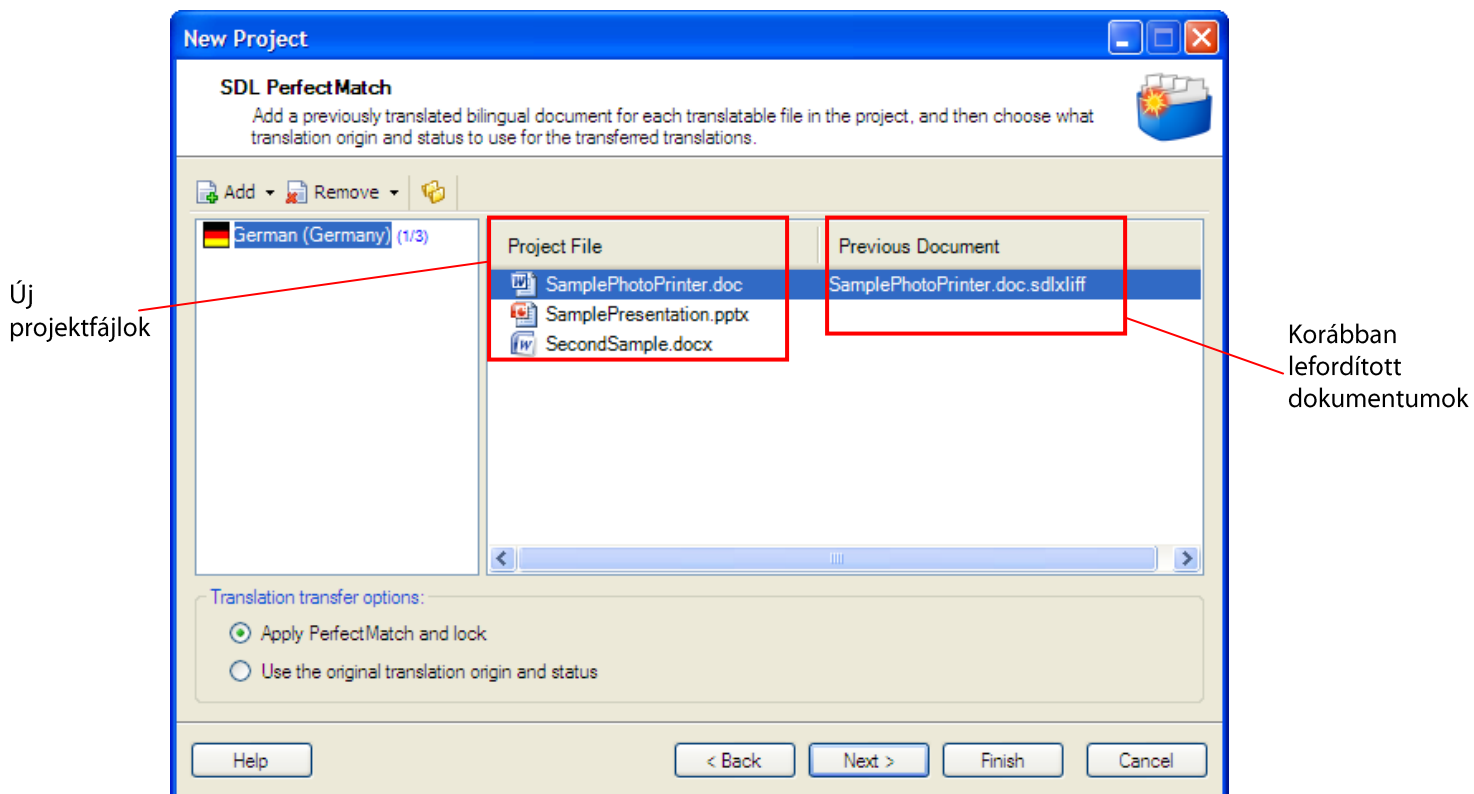 New Project
SDL PerfectMatch
Add a previously translated bilingual document for each translatable file in the project, and then choose what
translation origin and status to use for the transferred translations.
Add
Remove
German (Germany) (1/3)
Project File
Previous Document
SamplePhotoPrinter.doc
SamplePhotoPrinter.doc.sdlxliff
SamplePresentation.pptx
SecondSample.docx
Új
projektfájlok
Korábban
lefordított
dokumentumok
Translation transfer options:
Apply PerfectMatch and lock
Use the original translation origin and status
Help
< Back
Next >
Finish
Cancel